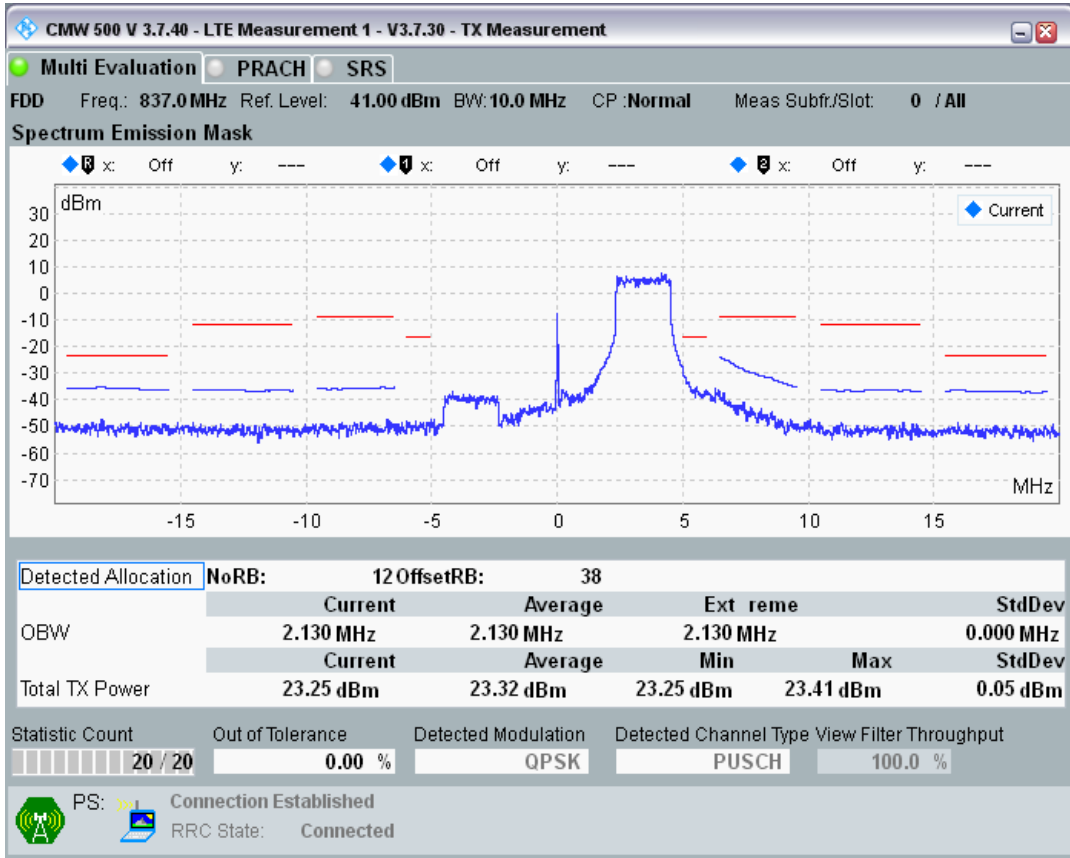 CMW 500 V 3.7.40 - LTE Measurement 1 - V3.7.30 - TX Measurement
Multi Evaluation PRACH SRS
FDD Freq.: 837.0 MHz Ref. Level: 41.00 dBm BW: 10.0 MHz CP :Normal Meas Subfr./Slot: 0 / All
Spectrum Emission Mask
R x: Off y: --- 1 x: Off y: --- 2 x: Off y: ---
dBm
Current
30
20
10
0
-10
-20
-30
-40
-50
-60
-70
MHz
-15 -10 -5 0 5 10 15
Detected Allocation NoRB: 12 OffsetRB: 38
Current Average Ext reme StdDev
OBW 2.130 MHz 2.130 MHz 2.130 MHz 0.000 MHz
Current Average Min Max StdDev
Total TX Power 23.25 dBm 23.32 dBm 23.25 dBm 23.41 dBm 0.05 dBm
Statistic Count Out of Tolerance Detected Modulation Detected Channel Type View Filter Throughput
20 / 20 0.00 % QPSK PUSCH 100.0 %
PS: Connection Established
RRC State: Connected